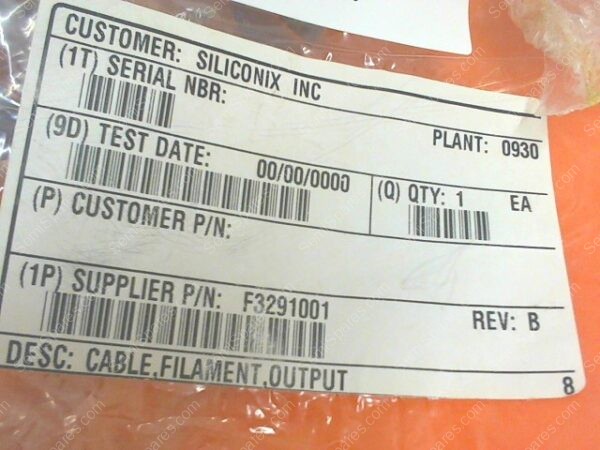 CUSTOMER: SILICONIX INC
(1T) SERIAL NBR:
PLANT: 0930
(9D) TEST DATE: 00/00/0000
(Q) QTY: 1 EA
(P) CUSTOMER P/N:
(1P) SUPPLIER P/N: F3291001
REV: B
DESC: CABLE,FILAMENT,OUTPUT
8